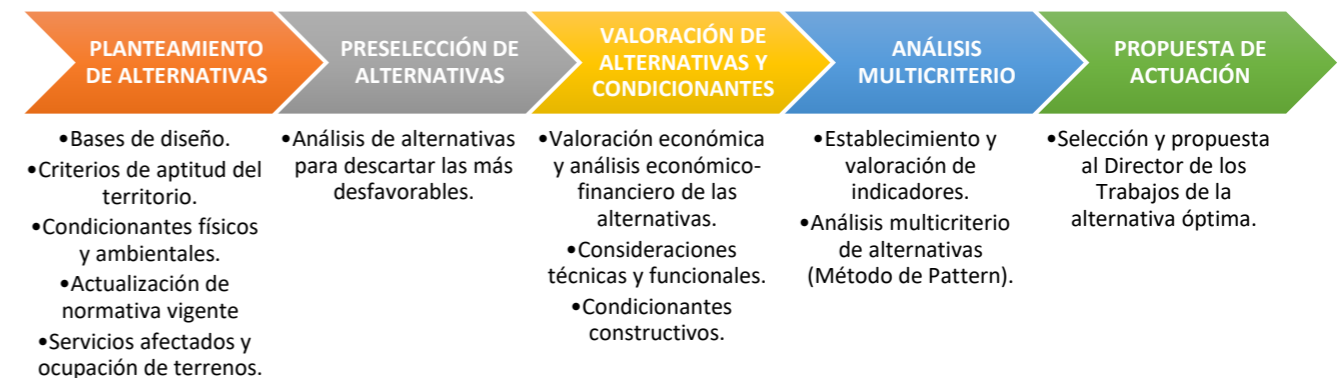 PLANTEAMIENTO
DE ALTERNATIVAS
•Bases de diseño.
•Criterios de aptitud del
territorio.
•Condicionantes físicos
y ambientales.
•Actualización de
normativa vigente
•Servicios afectados y
ocupación de terrenos.
PRESELECCIÓN DE
ALTERNATIVAS
•Análisis de alternativas
para descartar las más
desfavorables.
VALORACIÓN DE
ALTERNATIVAS Y
CONDICIONANTES
•Valoración económica
y análisis económico-
financiero de las
alternativas.
•Consideraciones
técnicas y funcionales.
•Condicionantes
constructivos.
ANÁLISIS
MULTICRITERIO
•Establecimiento y
valoración de
indicadores.
•Análisis multicriterio
de alternativas
(Método de Pattern).
PROPUESTA DE
ACTUACIÓN
•Selección y propuesta
al Director de los
Trabajos de la
alternativa óptima.